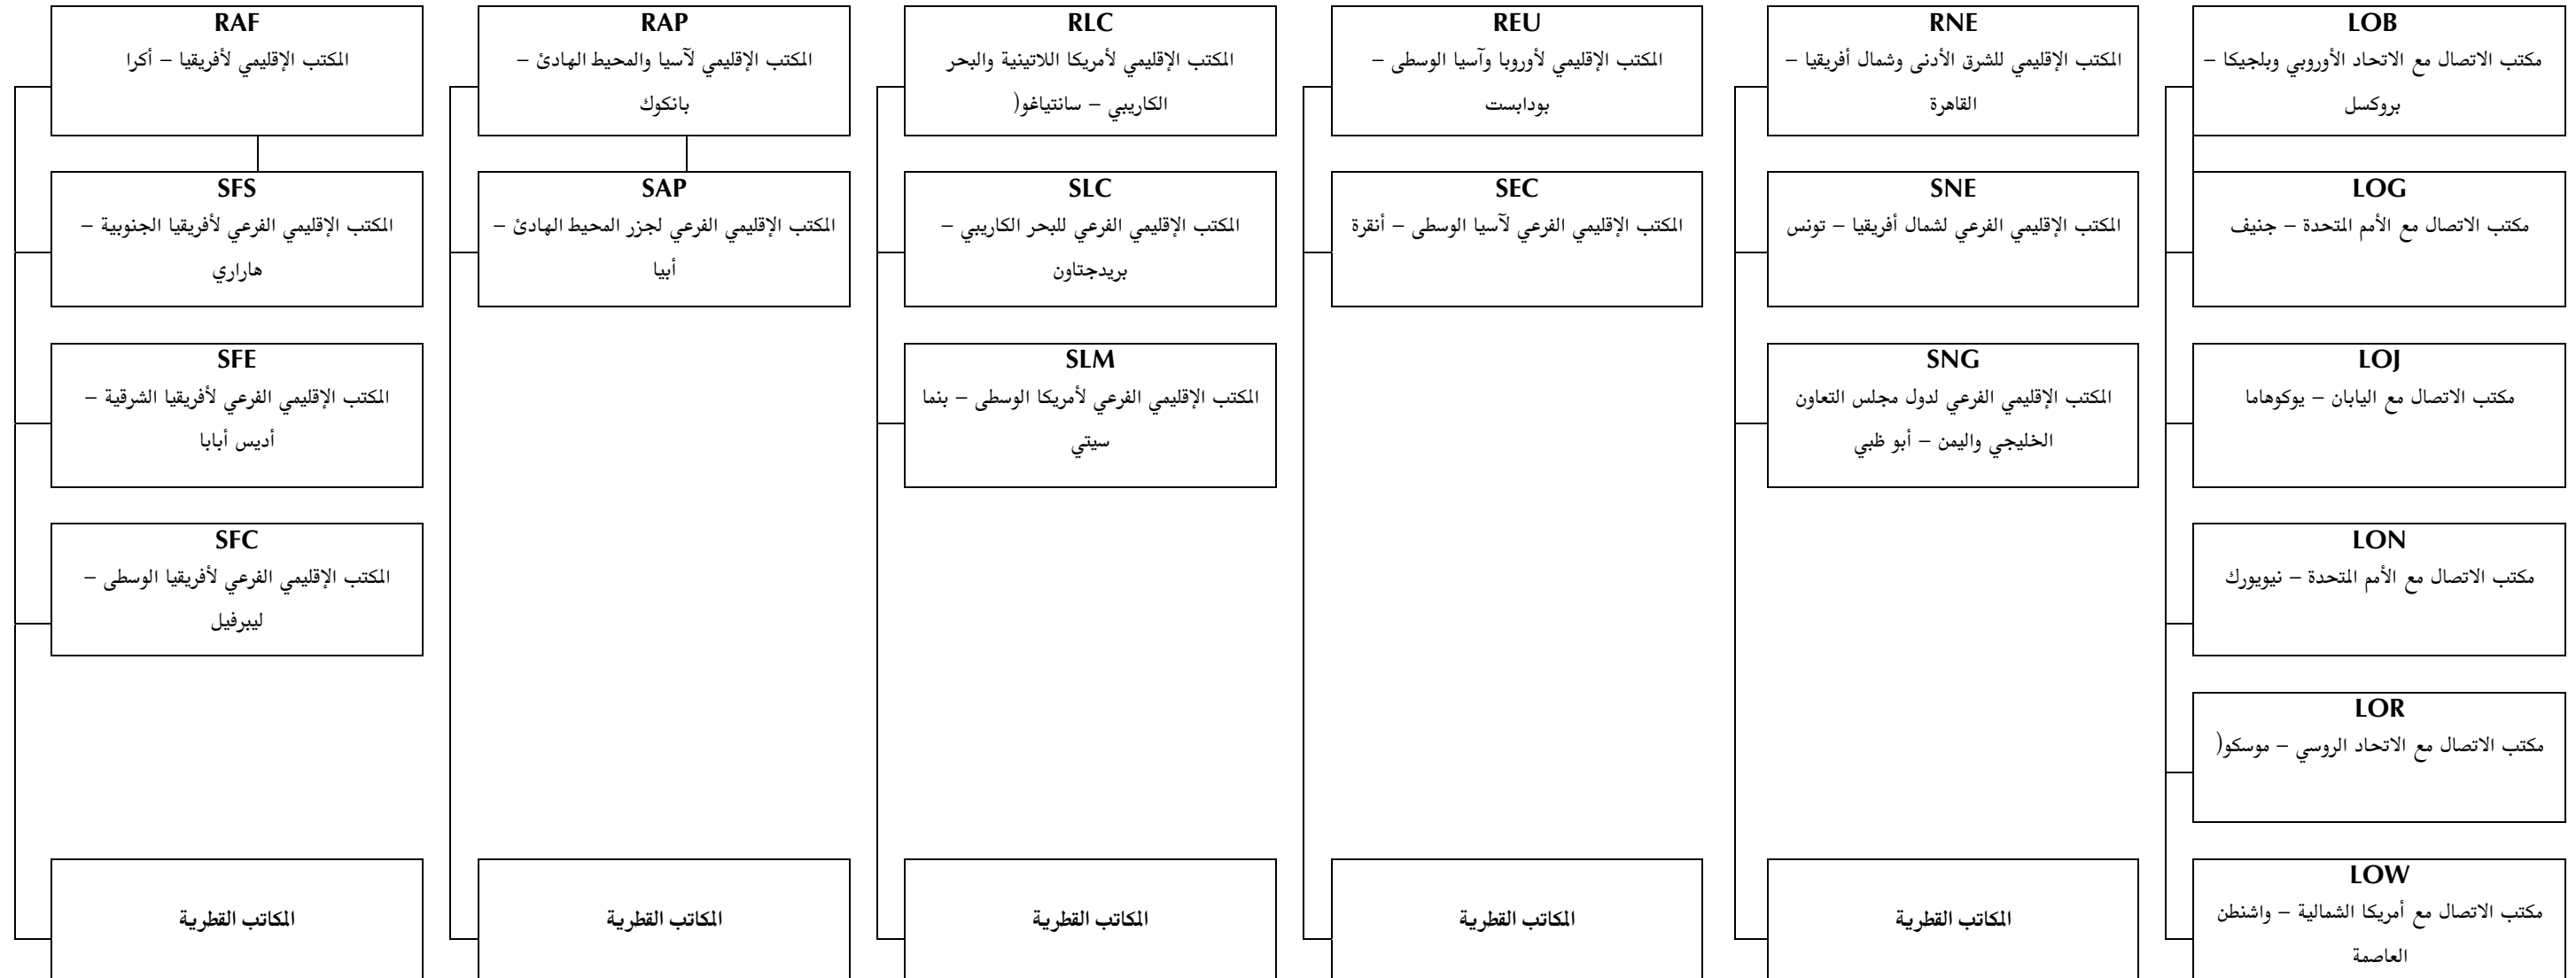 RAF
المكتب الإقليمي لأفريقيا – أكرا
SFS
المكتب الإقليمي الفرعي لأفريقيا الجنوبية –
هاراري
SFE
المكتب الإقليمي الفرعي لأفريقيا الشرقية –
أديس أبابا
SFC
المكتب الإقليمي الفرعي لأفريقيا الوسطى –
ليبرفيل
المكاتب القطرية
RAP
المكتب الإقليمي لآسيا والمحيط الهادئ –
بانكوك
SAP
المكتب الإقليمي الفرعي لجزر المحيط الهادئ –
أبيا
المكاتب القطرية
RLC
المكتب الإقليمي لأمريكا اللاتينية والبحر
الكاريبي – سانتياغو(
SLC
المكتب الإقليمي الفرعي للبحر الكاريبي –
بريدجتاون
SLM
المكتب الإقليمي الفرعي لأمريكا الوسطى – بنما
سيتي
المكاتب القطرية
REU
المكتب الإقليمي لأوروبا وآسيا الوسطى –
بودابست
SEC
المكتب الإقليمي الفرعي لآسيا الوسطى – أنقرة
المكاتب القطرية
RNE
المكتب الإقليمي للشرق الأدنى وشمال أفريقيا –
القاهرة
SNE
المكتب الإقليمي الفرعي لشمال أفريقيا – تونس
SNG
المكتب الإقليمي الفرعي لدول مجلس التعاون
الخليجي واليمن – أبو ظبي
المكاتب القطرية
LOB
مكتب الاتصال مع الاتحاد الأوروبي وبلجيكا –
بروكسل
LOG
مكتب الاتصال مع الأمم المتحدة – جنيف
LOJ
مكتب الاتصال مع اليابان – يوكوهاما
LON
مكتب الاتصال مع الأمم المتحدة – نيويورك
LOR
مكتب الاتصال مع الاتحاد الروسي – موسكو(
LOW
مكتب الاتصال مع أمريكا الشمالية – واشنطن
العاصمة